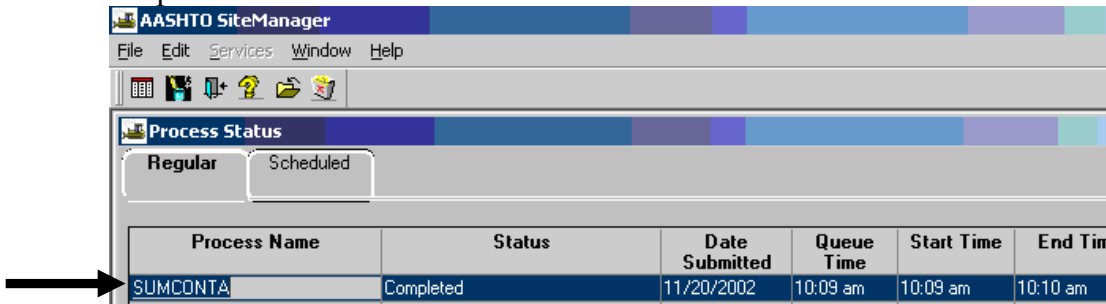 AASHTO SiteManager
File Edit Services Window Help
Process Status
Regular Scheduled
Process Name Status Date Submitted Queue Time Start Time End
SUMCONTA Completed 11/20/2002 10:09 am 10:09 am 10:10 am